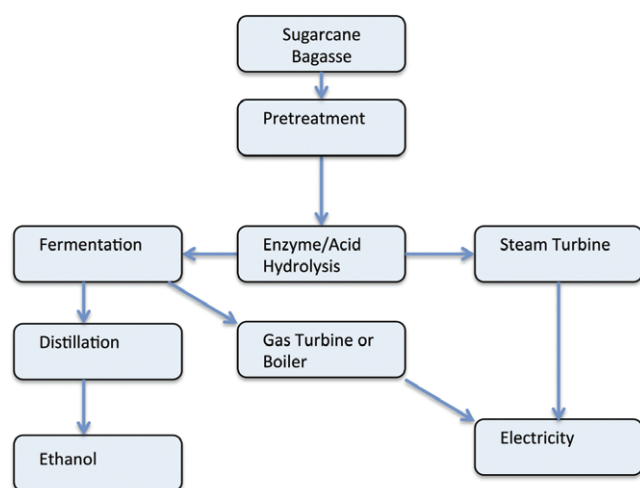 Sugarcane
Bagasse
Pretreatment
Fermentation
Enzyme/Acid
Hydrolysis
Steam Turbine
Distillation
Gas Turbine or
Boiler
Ethanol
Electricity